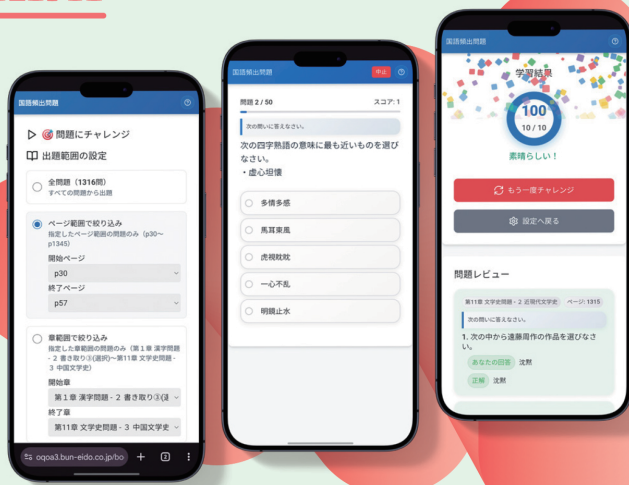 国語頻出問題
問題にチャレンジ
出題範囲の設定
全問題（1316問）
すべての問題から出題
ページ範囲で絞り込み
指定したページ範囲の問題のみ（p30〜
p1345）
開始ページ
p30
終了ページ
p57
章範囲で絞り込み
指定した章範囲の問題のみ（第１章 漢字問題
- ２ 書き取り③(選択)〜第11章 文学史問題 -
３ 中国文学史）
開始章
第１章 漢字問題 - ２ 書き取り③(選
終了章
第11章 文学史問題 - ３ 中国文学史
oqoa3.bun-eido.co.jp/bo
2
国語頻出問題
中止
問題 2 / 50
スコア: 1
次の問いに答えなさい。
次の四字熟語の意味に最も近いものを選び
なさい。
・虚心坦懐
多情多感
馬耳東風
虎視眈眈
一心不乱
明鏡止水
国語頻出問題
学習結果
100
10 / 10
素晴らしい！
もう一度チャレンジ
設定へ戻る
問題レビュー
第11章 文学史問題 - 2 近現代文学史
ページ: 1315
次の問いに答えなさい。
1. 次の中から遠藤周作の作品を選びなさ
い。
あなたの回答 沈黙
正解 沈黙